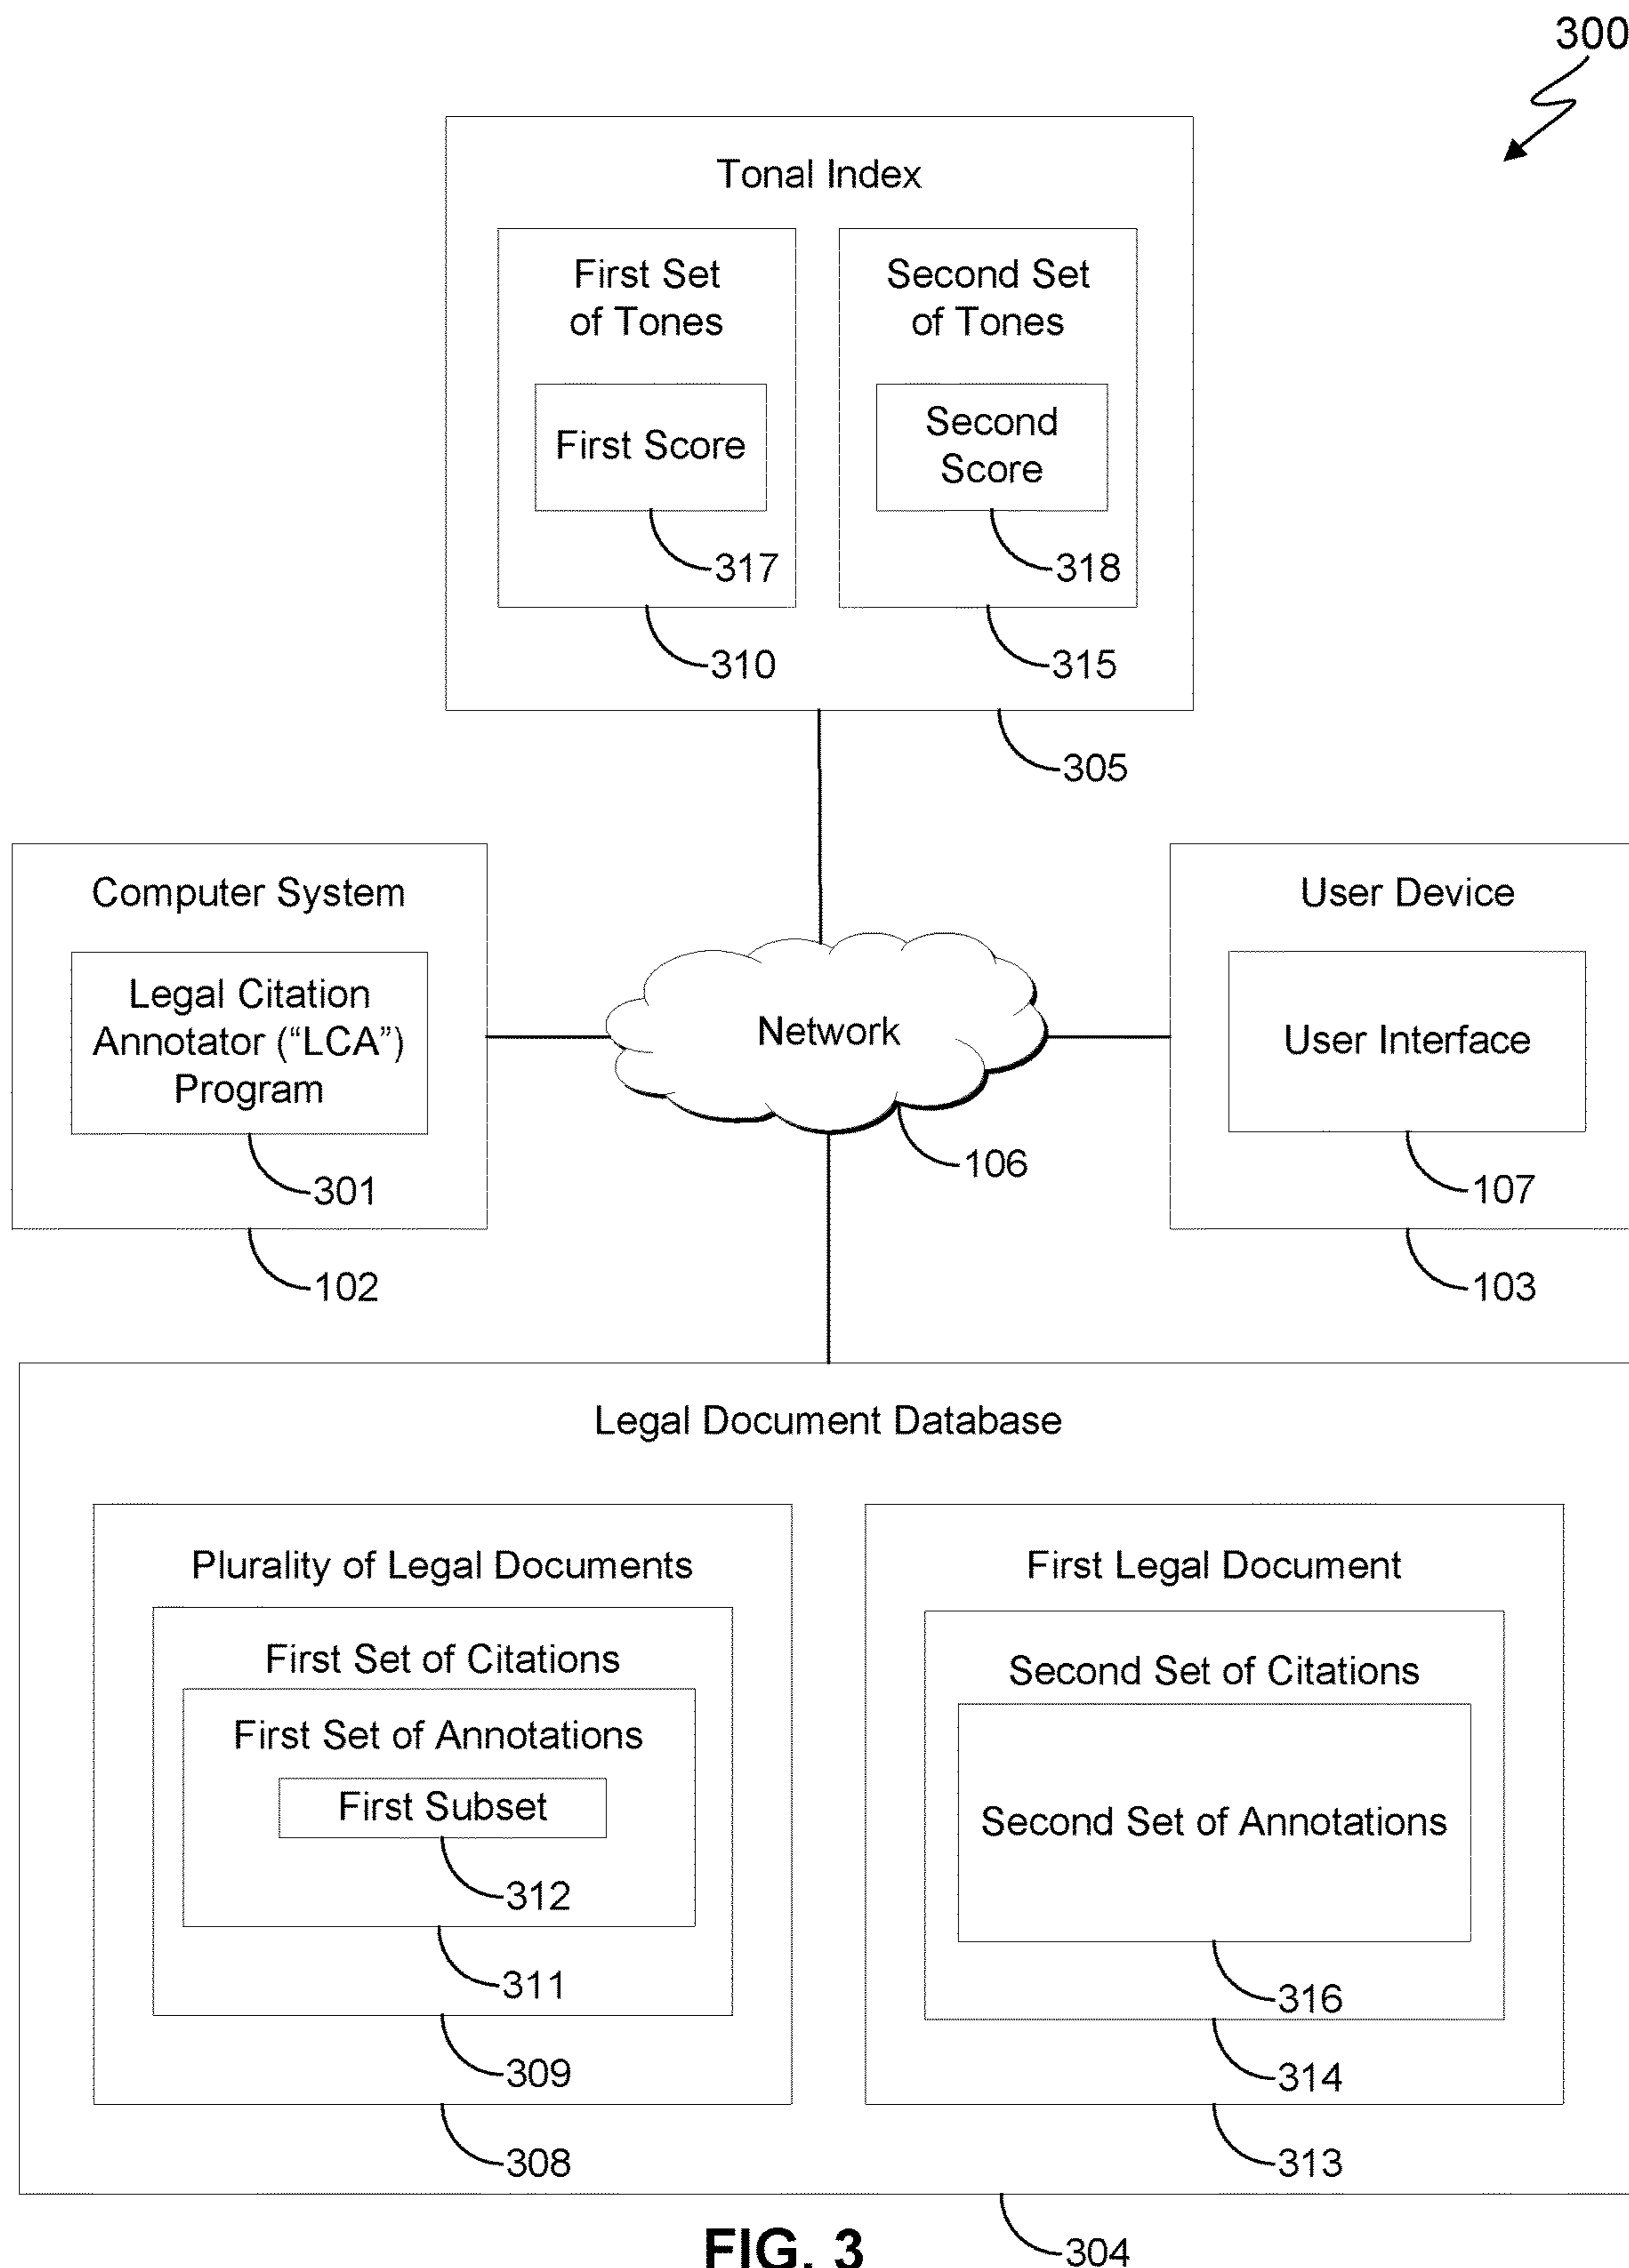 300
Tonal Index
First Set
of Tones
Second Set
of Tones
First Score
Second
Score
317
318
310
315
305
Computer System
Legal Citation
Annotator (“LCA”)
Program
301
102
Network
106
User Device
User Interface
107
103
Legal Document Database
Plurality of Legal Documents
First Set of Citations
First Set of Annotations
First Subset
312
311
309
308
First Legal Document
Second Set of Citations
Second Set of Annotations
316
314
313
304
FIG. 3